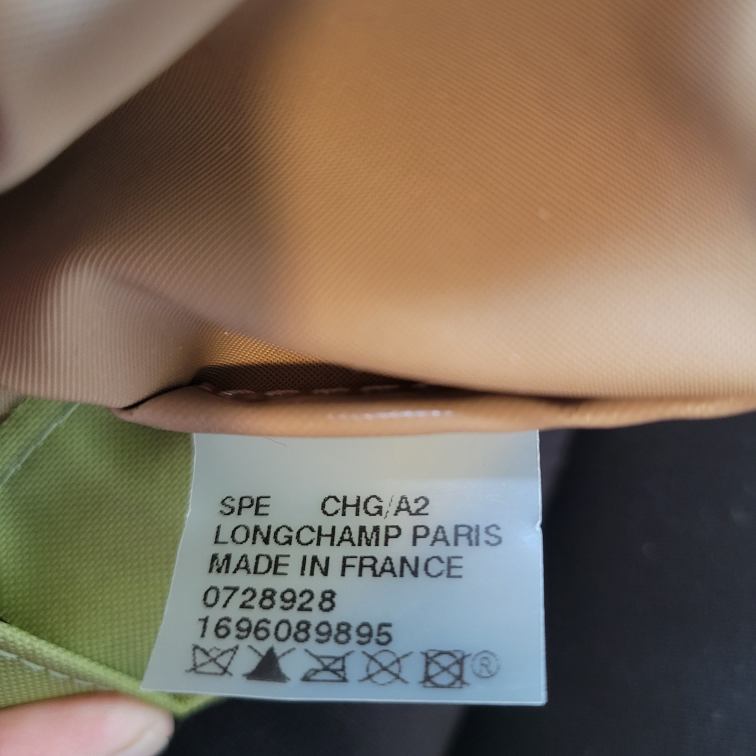 SPE CHG/A2
LONGCHAMP PARIS
MADE IN FRANCE
0728928
1696089895
®